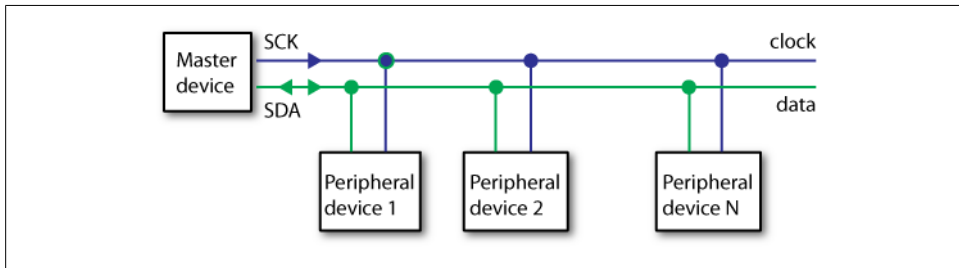 SCK
clock
Master
device
SDA
data
Peripheral
device 1
Peripheral
device 2
Peripheral
device N